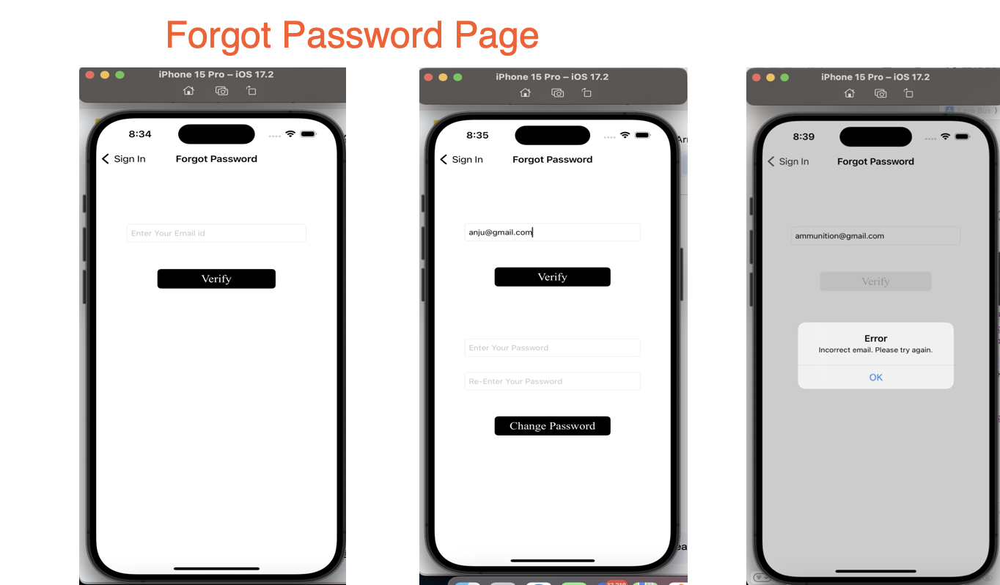 Forgot Password Page
iPhone 15 Pro – iOS 17.2
8:34
Sign In
Forgot Password
Enter Your Email id
Verify
iPhone 15 Pro – iOS 17.2
8:35
Sign In
Forgot Password
anju@gmail.com
Verify
Enter Your Password
Re-Enter Your Password
Change Password
iPhone 15 Pro – iOS 17.2
8:39
Sign In
Forgot Password
ammunition@gmail.com
Verify
Error
Incorrect email. Please try again.
OK